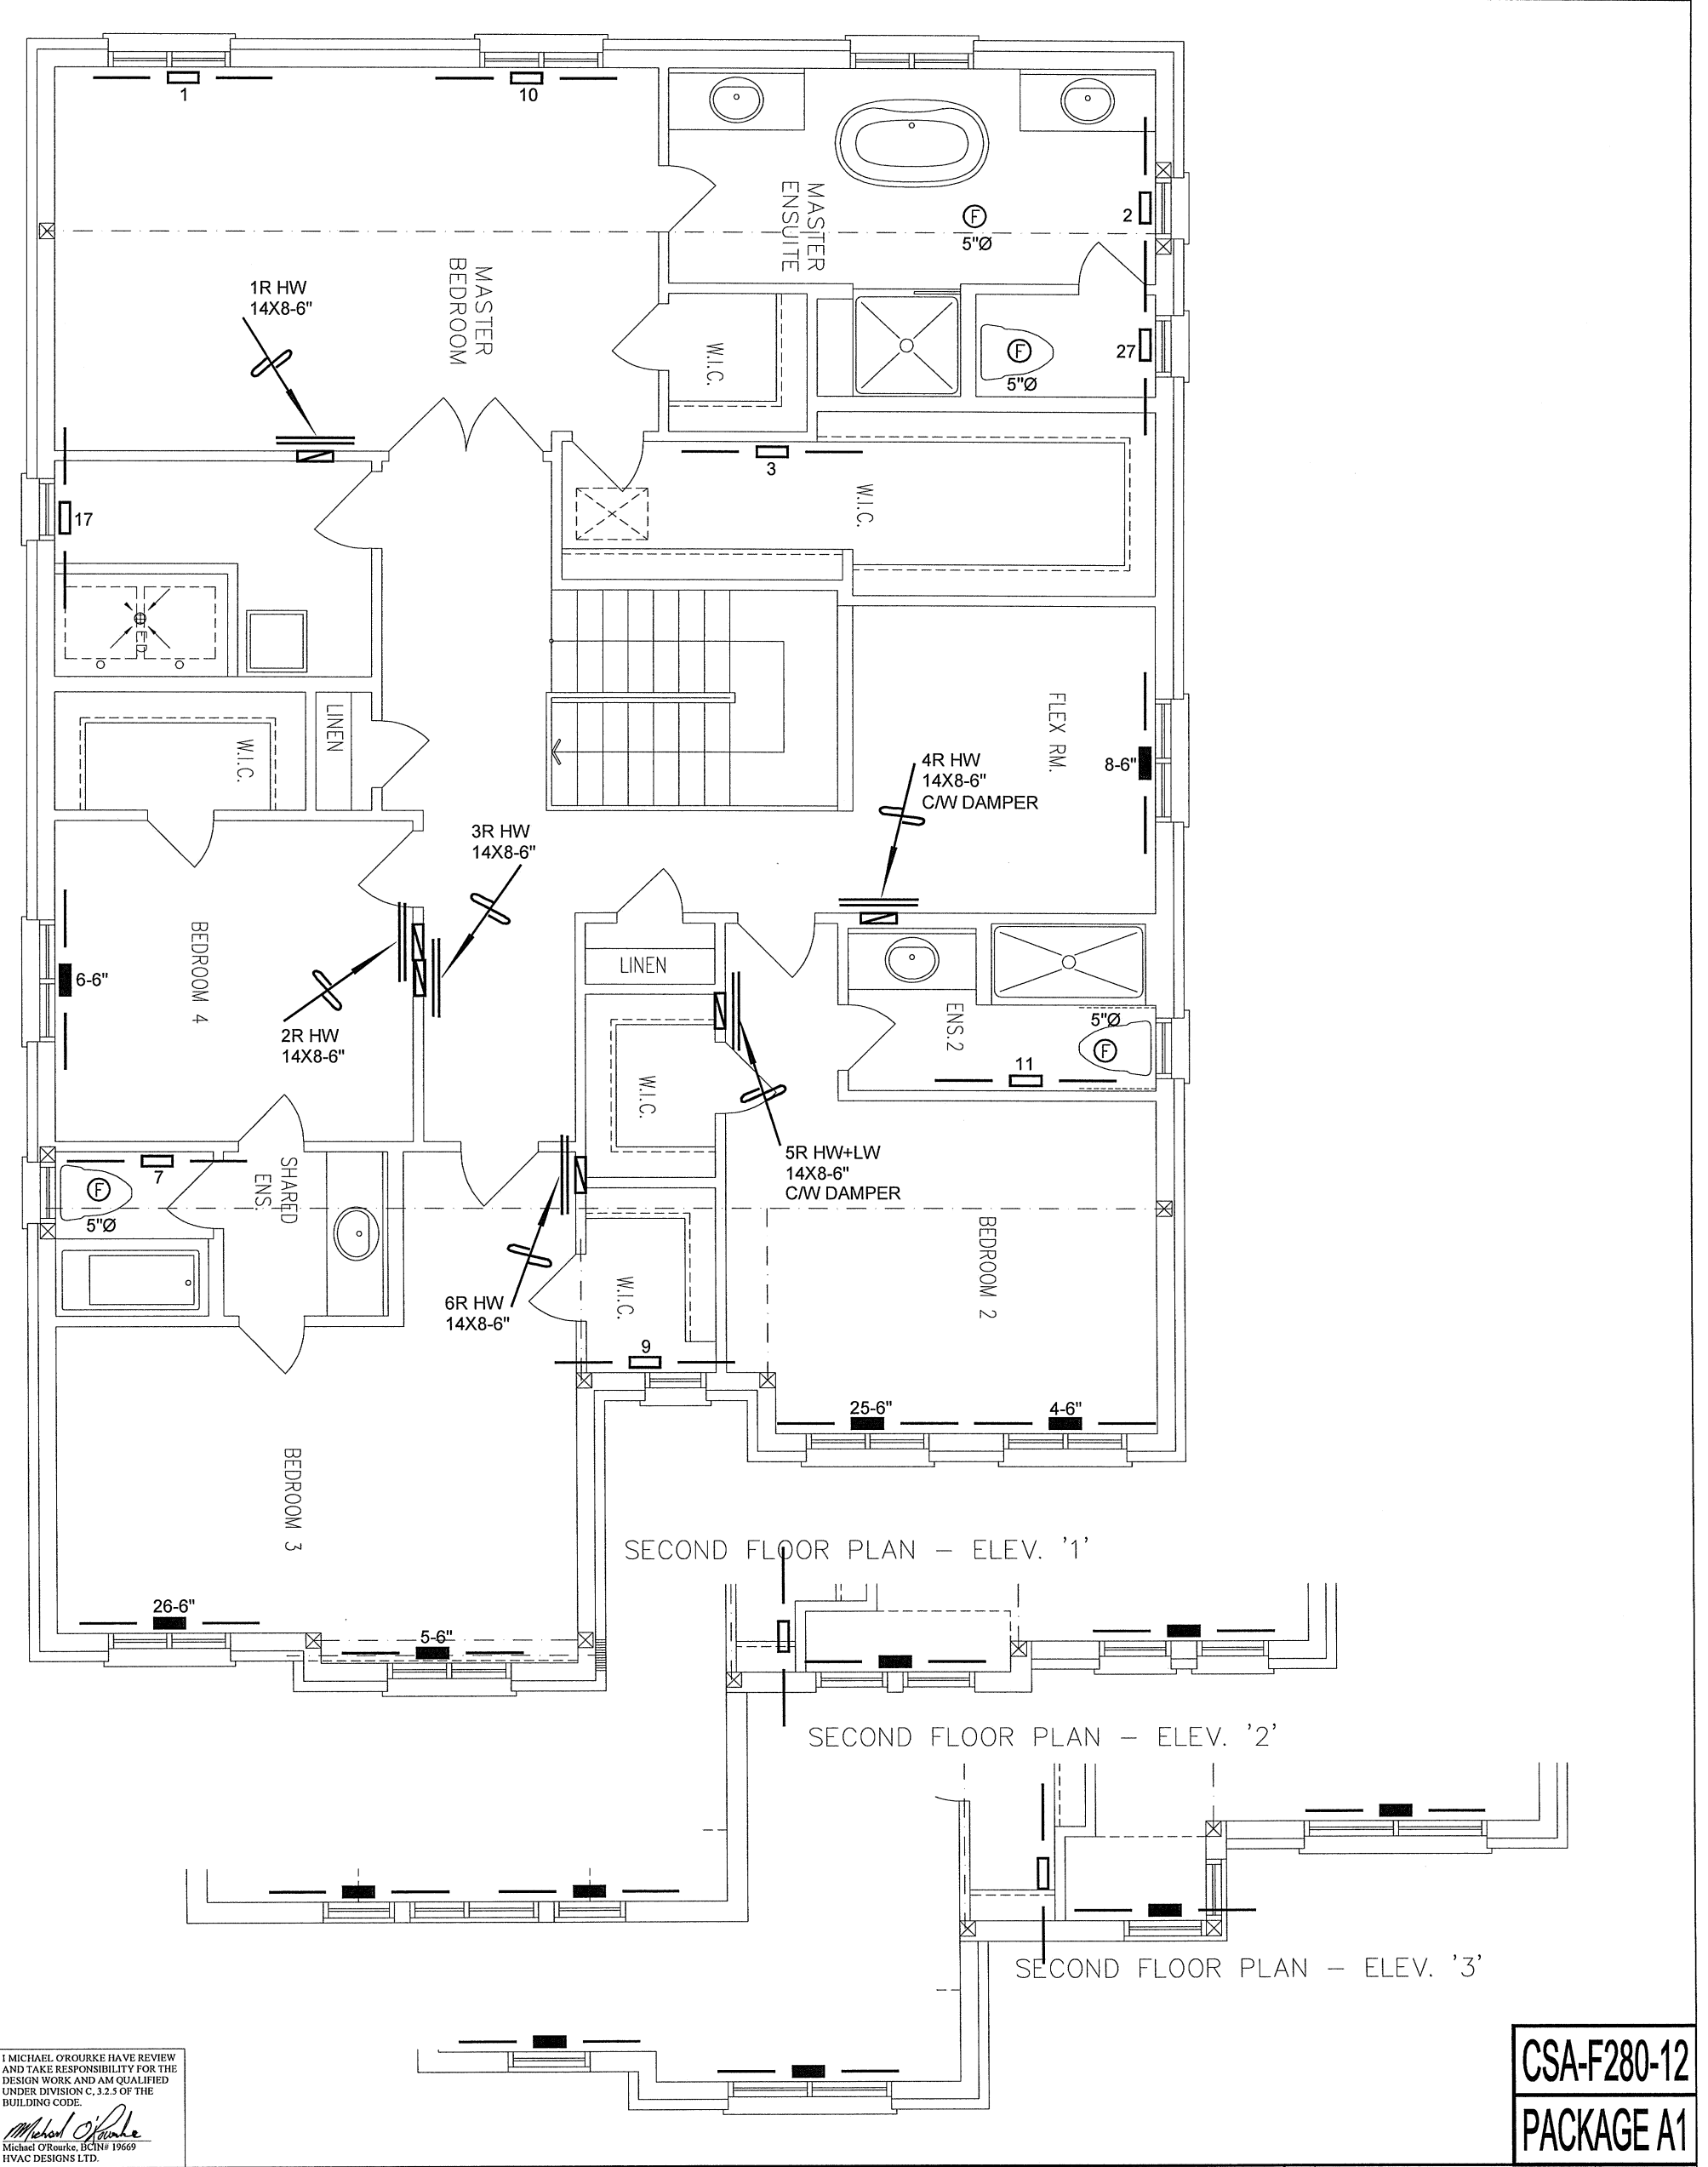 1
10
MASTER
ENSUITE
2
F
5"Ø
MASTER
BEDROOM
1R HW
14X8-6"
W.I.C.
F
5"Ø
27
3
W.I.C.
17
F
D
LINEN
W.I.C.
FLEX RM.
8-6"
4R HW
14X8-6"
C/W DAMPER
3R HW
14X8-6"
BEDROOM 4
6-6"
2R HW
14X8-6"
LINEN
ENS.2
5"Ø
F
11
W.I.C.
5R HW+LW
14X8-6"
C/W DAMPER
7
F
5"Ø
SHARED
ENS.
BEDROOM 2
W.I.C.
6R HW
14X8-6"
9
25-6"
4-6"
BEDROOM 3
26-6"
5-6"
SECOND FLOOR PLAN - ELEV. '1'
SECOND FLOOR PLAN - ELEV. '2'
SECOND FLOOR PLAN - ELEV. '3'
I MICHAEL O'ROURKE HAVE REVIEW
AND TAKE RESPONSIBILITY FOR THE
DESIGN WORK AND AM QUALIFIED
UNDER DIVISION C, 3.2.5 OF THE
BUILDING CODE.
Michael O'Rourke
Michael O'Rourke, BCIN# 19669
HVAC DESIGNS LTD.
CSA-F280-12
PACKAGE A1